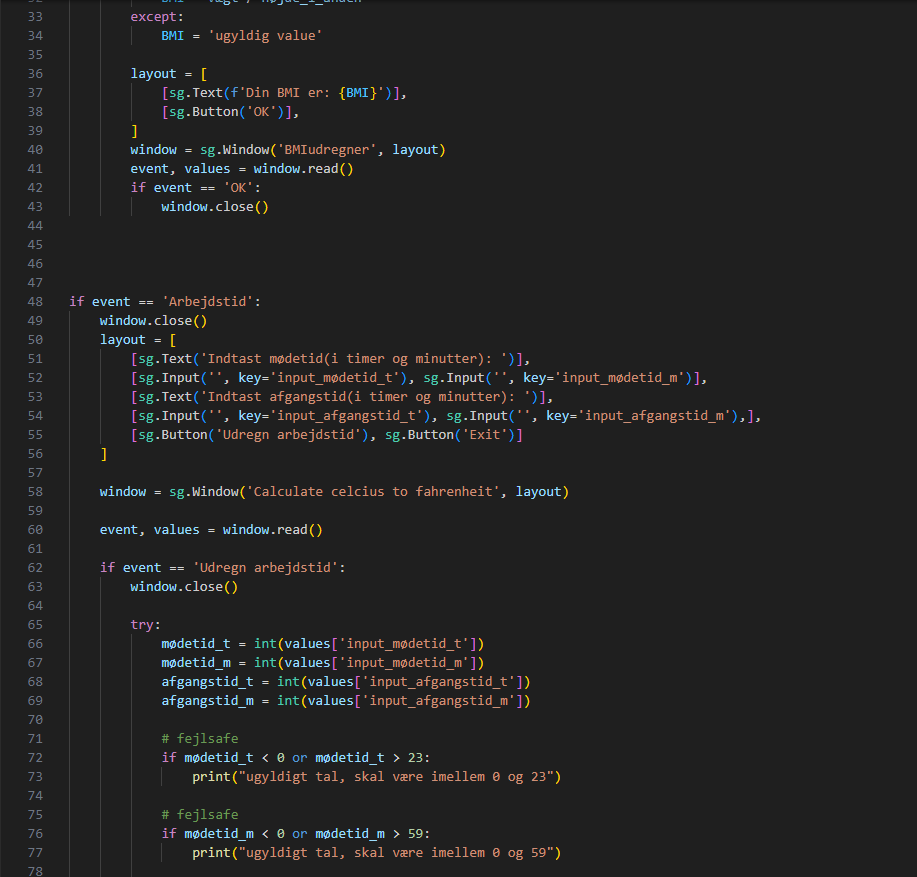 33 except:
34 BMI = 'ugyldig value'
35
36 layout = [
37 [sg.Text(f'Din BMI er: {BMI}')],
38 [sg.Button('OK')],
39 ]
40 window = sg.Window('BMIudregner', layout)
41 event, values = window.read()
42 if event == 'OK':
43 window.close()
44
45
46
47
48 if event == 'Arbejdstid':
49 window.close()
50 layout = [
51 [sg.Text('Indtast mødetid(i timer og minutter): ')],
52 [sg.Input('', key='input_mødetid_t'), sg.Input('', key='input_mødetid_m')],
53 [sg.Text('Indtast afgangstid(i timer og minutter): ')],
54 [sg.Input('', key='input_afgangstid_t'), sg.Input('', key='input_afgangstid_m'),],
55 [sg.Button('Udregn arbejdstid'), sg.Button('Exit')]
56 ]
57
58 window = sg.Window('Calculate celcius to fahrenheit', layout)
59
60 event, values = window.read()
61
62 if event == 'Udregn arbejdstid':
63 window.close()
64
65 try:
66 mødetid_t = int(values['input_mødetid_t'])
67 mødetid_m = int(values['input_mødetid_m'])
68 afgangstid_t = int(values['input_afgangstid_t'])
69 afgangstid_m = int(values['input_afgangstid_m'])
70
71 # fejlsafe
72 if mødetid_t < 0 or mødetid_t > 23:
73 print("ugyldigt tal, skal være imellem 0 og 23")
74
75 # fejlsafe
76 if mødetid_m < 0 or mødetid_m > 59:
77 print("ugyldigt tal, skal være imellem 0 og 59")
78